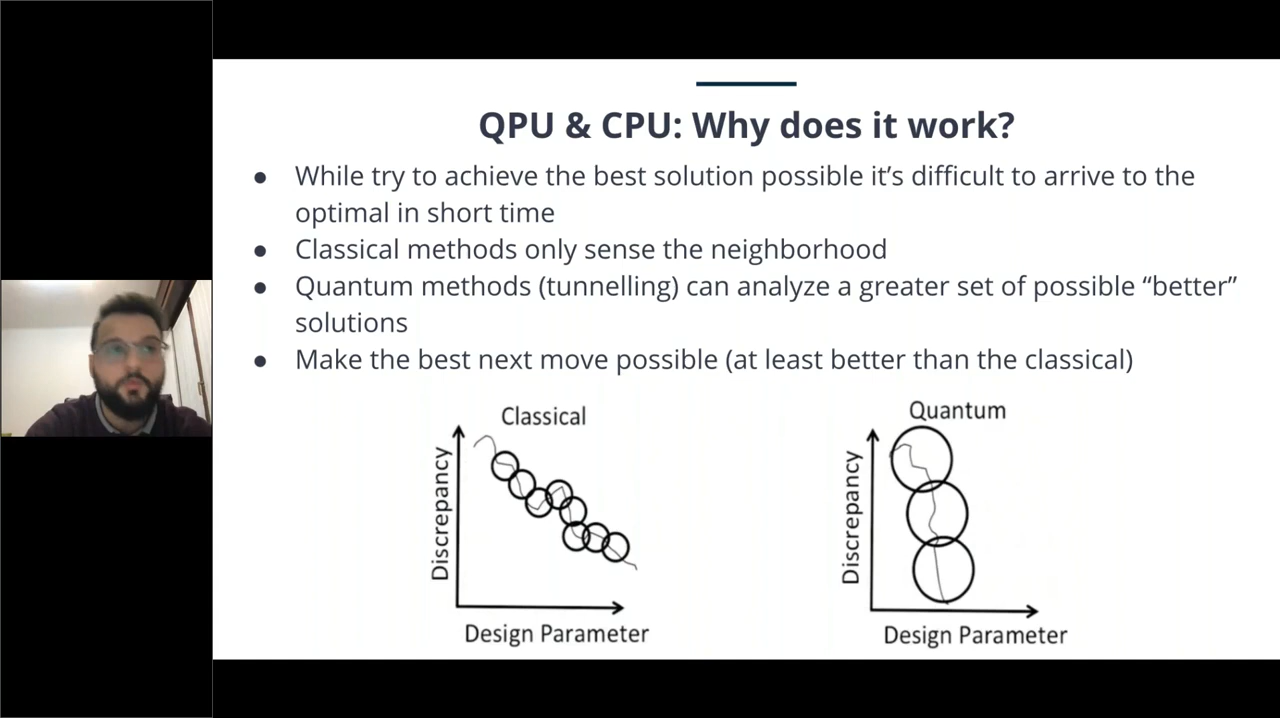 QPU & CPU: Why does it work?
● While try to achieve the best solution possible it’s difficult to arrive to the
optimal in short time
● Classical methods only sense the neighborhood
● Quantum methods (tunnelling) can analyze a greater set of possible “better”
solutions
● Make the best next move possible (at least better than the classical)
Classical
Discrepancy
Design Parameter
Quantum
Discrepancy
Design Parameter